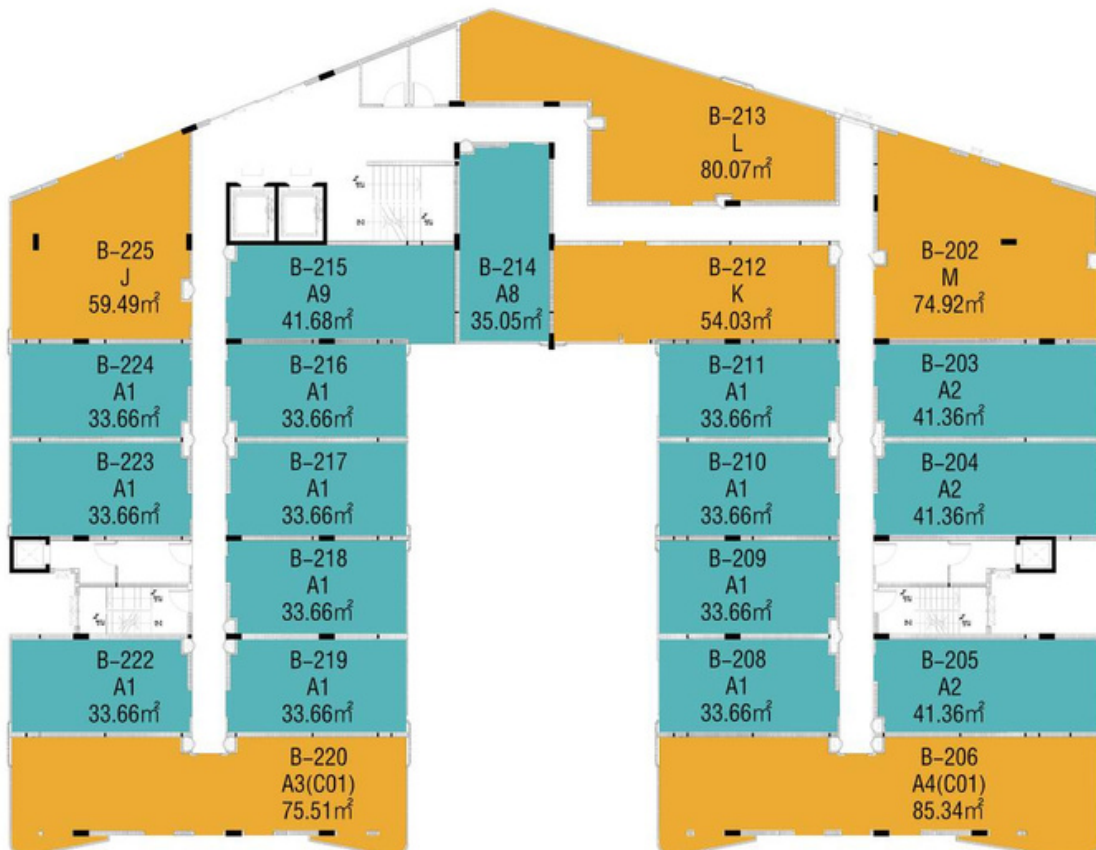 B-213
L
80.07㎡
B-225
J
59.49㎡
B-215
A9
41.68㎡
B-214
A8
35.05㎡
B-212
K
54.03㎡
B-202
M
74.92㎡
B-224
A1
33.66㎡
B-216
A1
33.66㎡
B-211
A1
33.66㎡
B-203
A2
41.36㎡
B-223
A1
33.66㎡
B-217
A1
33.66㎡
B-210
A1
33.66㎡
B-204
A2
41.36㎡
B-218
A1
33.66㎡
B-209
A1
33.66㎡
B-222
A1
33.66㎡
B-219
A1
33.66㎡
B-208
A1
33.66㎡
B-205
A2
41.36㎡
B-220
A3(C01)
75.51㎡
B-206
A4(C01)
85.34㎡